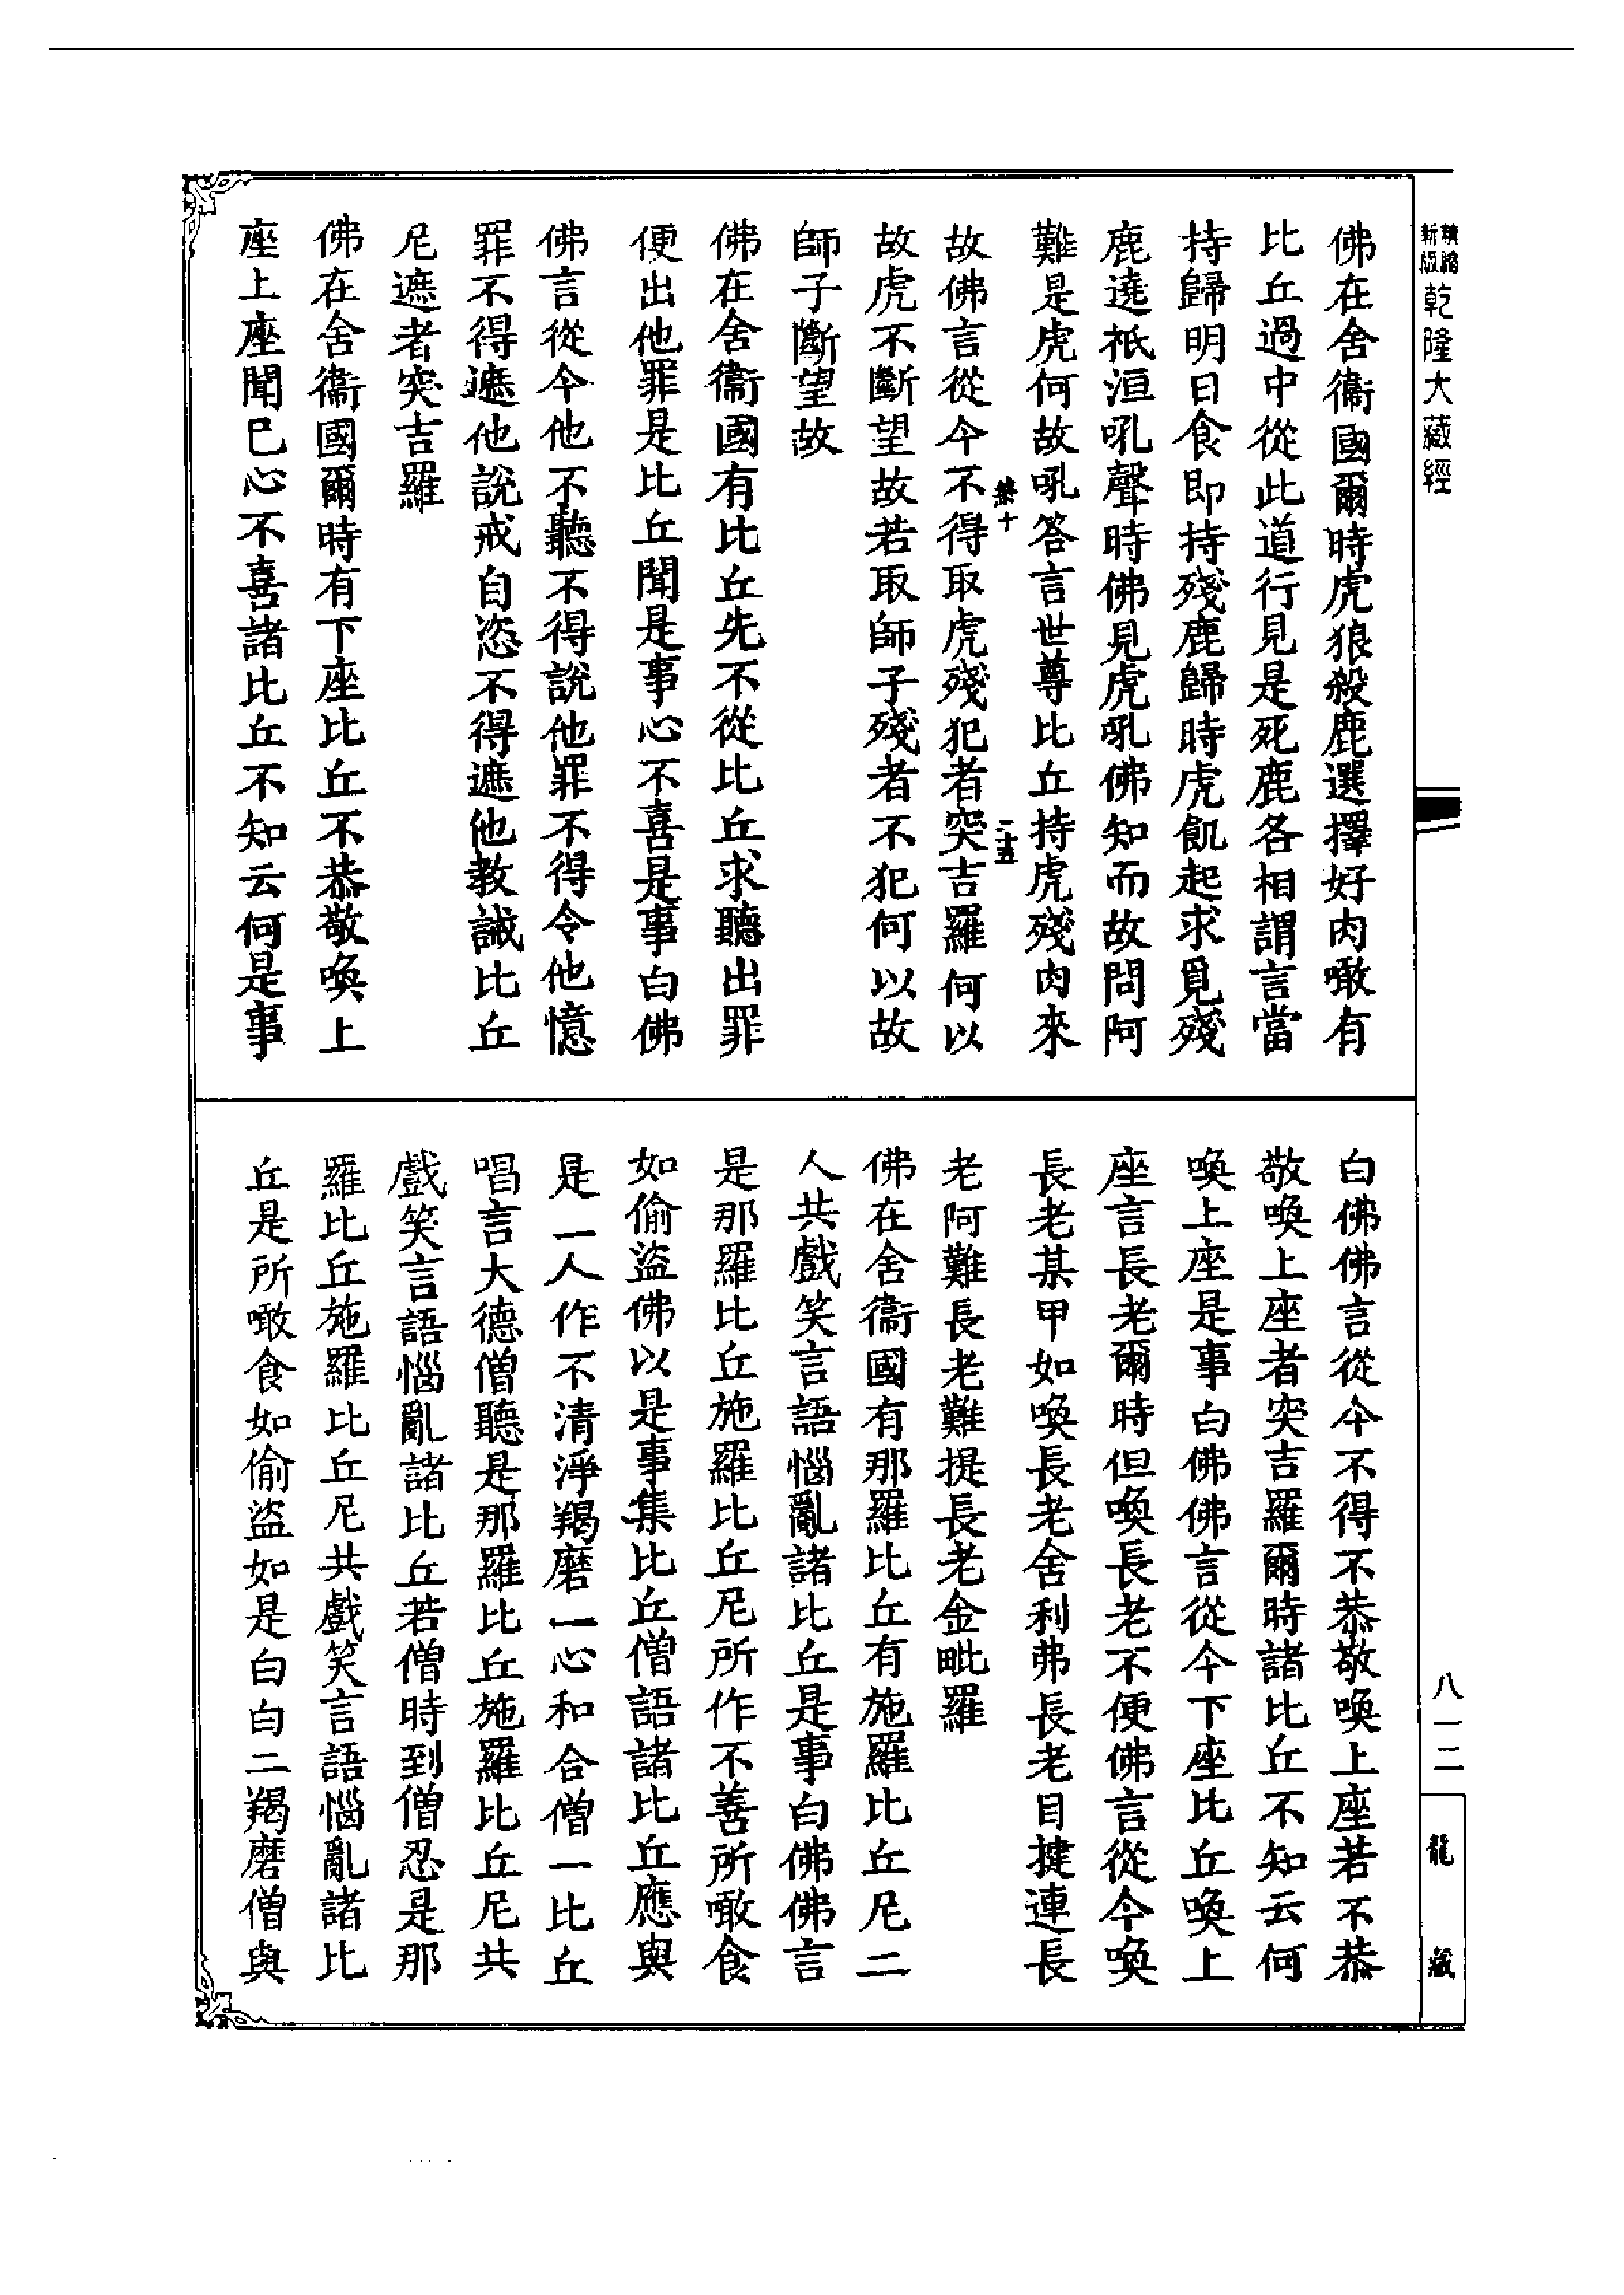 新版
縮
乾隆大藏經
佛在舍衞國爾時虎狼殺鹿選擇好肉噉有
比丘過中從此道行見是死鹿各相謂言當
持歸明日食即持殘鹿歸時虎飢起求覓殘
鹿遶祇洹吼聲時佛見虎吼佛知而故問阿
難是虎何故吼答言世尊比丘持虎殘肉來
十
二十五
故佛言從今不得取虎殘犯者突吉羅何以
故虎不斷望故若取師子殘者不犯何以故
師子斷望故
佛在舍衞國有比丘先不從比丘求聽出罪
便出他罪是比丘聞是事心不喜是事白佛
佛言從今他不聽不得說他罪不得令他憶
罪不得遮他說戒自恣不得遮他教誡比丘
尼遮者突吉羅
佛在舍衞國爾時有下座比丘不恭敬喚上
座上座聞已心不喜諸比丘不知云何是事
白佛佛言從今不得不恭敬喚上座若不恭
敬喚上座者突吉羅爾時諸比丘不知云何
喚上座是事白佛佛言從今下座比丘喚上
座言長老爾時但喚長老不便佛言從今喚
長老某甲如喚長老舍利弗長老目揵連長
老阿難長老難提長老金毗羅
佛在舍衞國有那羅比丘有施羅比丘尼二
人共戲笑言語惱亂諸比丘是事白佛佛言
是那羅比丘施羅比丘尼所作不善所噉食
如偷盜佛以是事集比丘僧語諸比丘應與
是二人作不清淨羯磨一心和合僧一比丘
唱言大德僧聽是那羅比丘施羅比丘尼共
戲笑言語惱亂諸比丘若僧時到僧忍是那
羅比丘施羅比丘尼共戲笑言語惱亂諸比
丘是所噉食如偷盜如是白白二羯磨僧與
八一二
龍藏